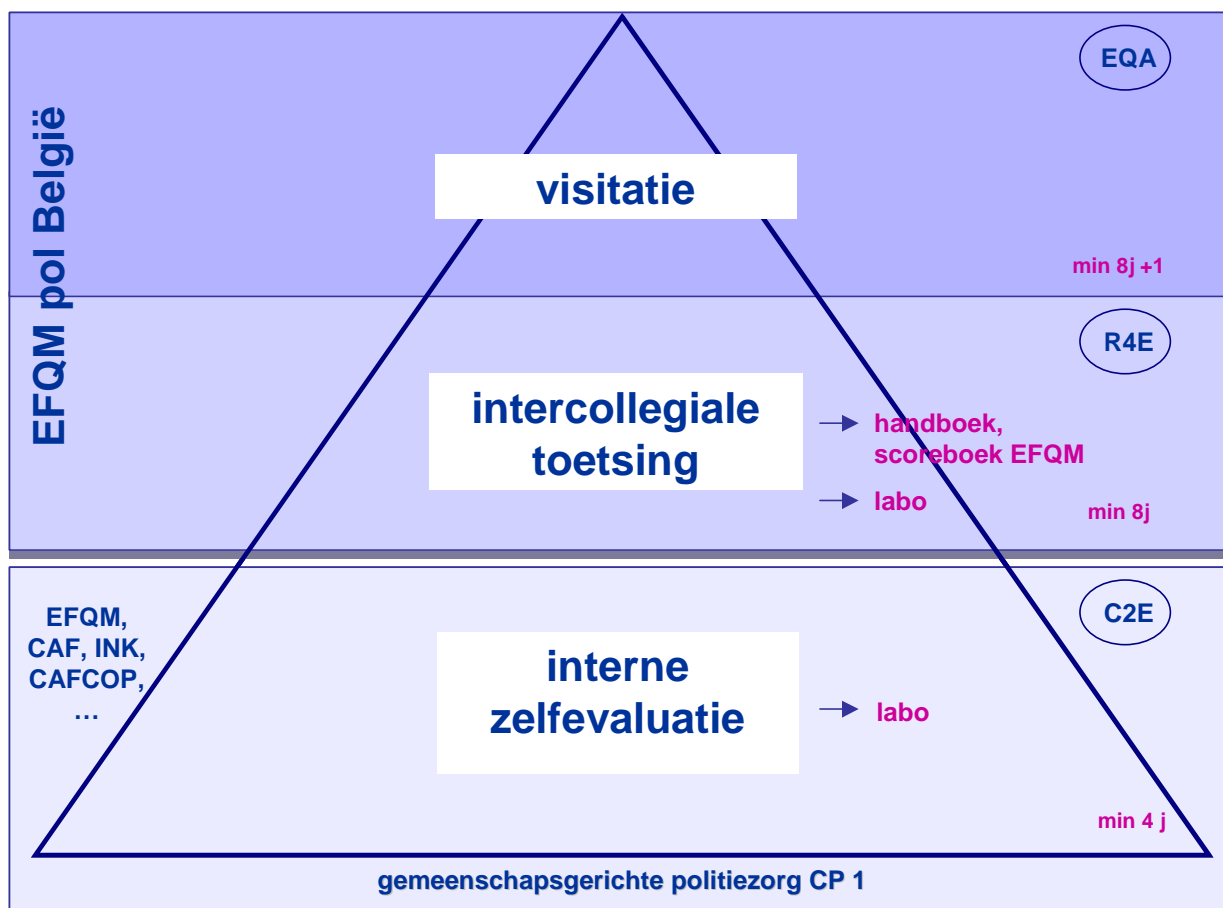 EFQM pol België
EQA
visitatie
min 8j +1
R4E
intercollegiale
toetsing
handboek,
scoreboek EFQM
labo
min 8j
EFQM,
CAF, INK,
CAFCOP,
…
C2E
interne
zelfevaluatie
labo
min 4 j
gemeenschapsgerichte politiezorg CP 1